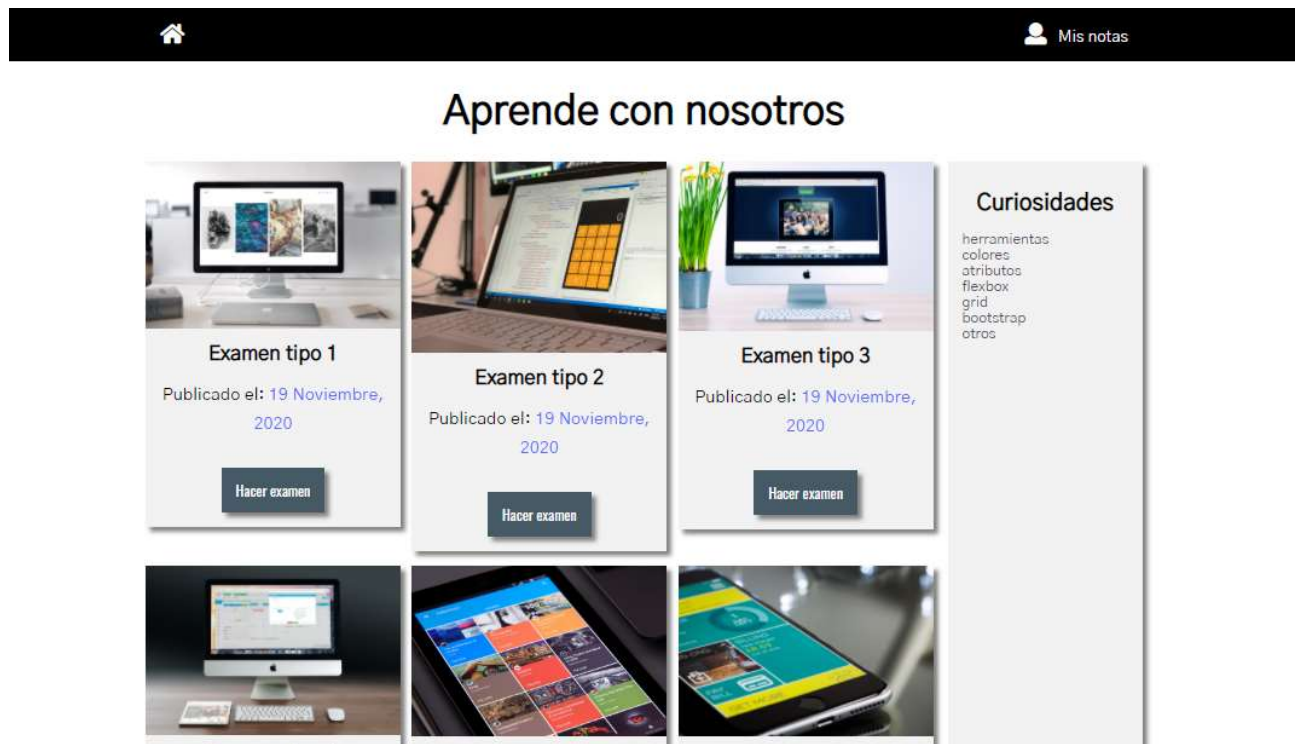 Mis notas
Aprende con nosotros
Examen tipo 1
Publicado el: 19 Noviembre,
2020
Hacer examen
Examen tipo 2
Publicado el: 19 Noviembre,
2020
Hacer examen
Examen tipo 3
Publicado el: 19 Noviembre,
2020
Hacer examen
Curiosidades
herramientas
colores
atributos
flexbox
grid
bootstrap
otros
GET MORE